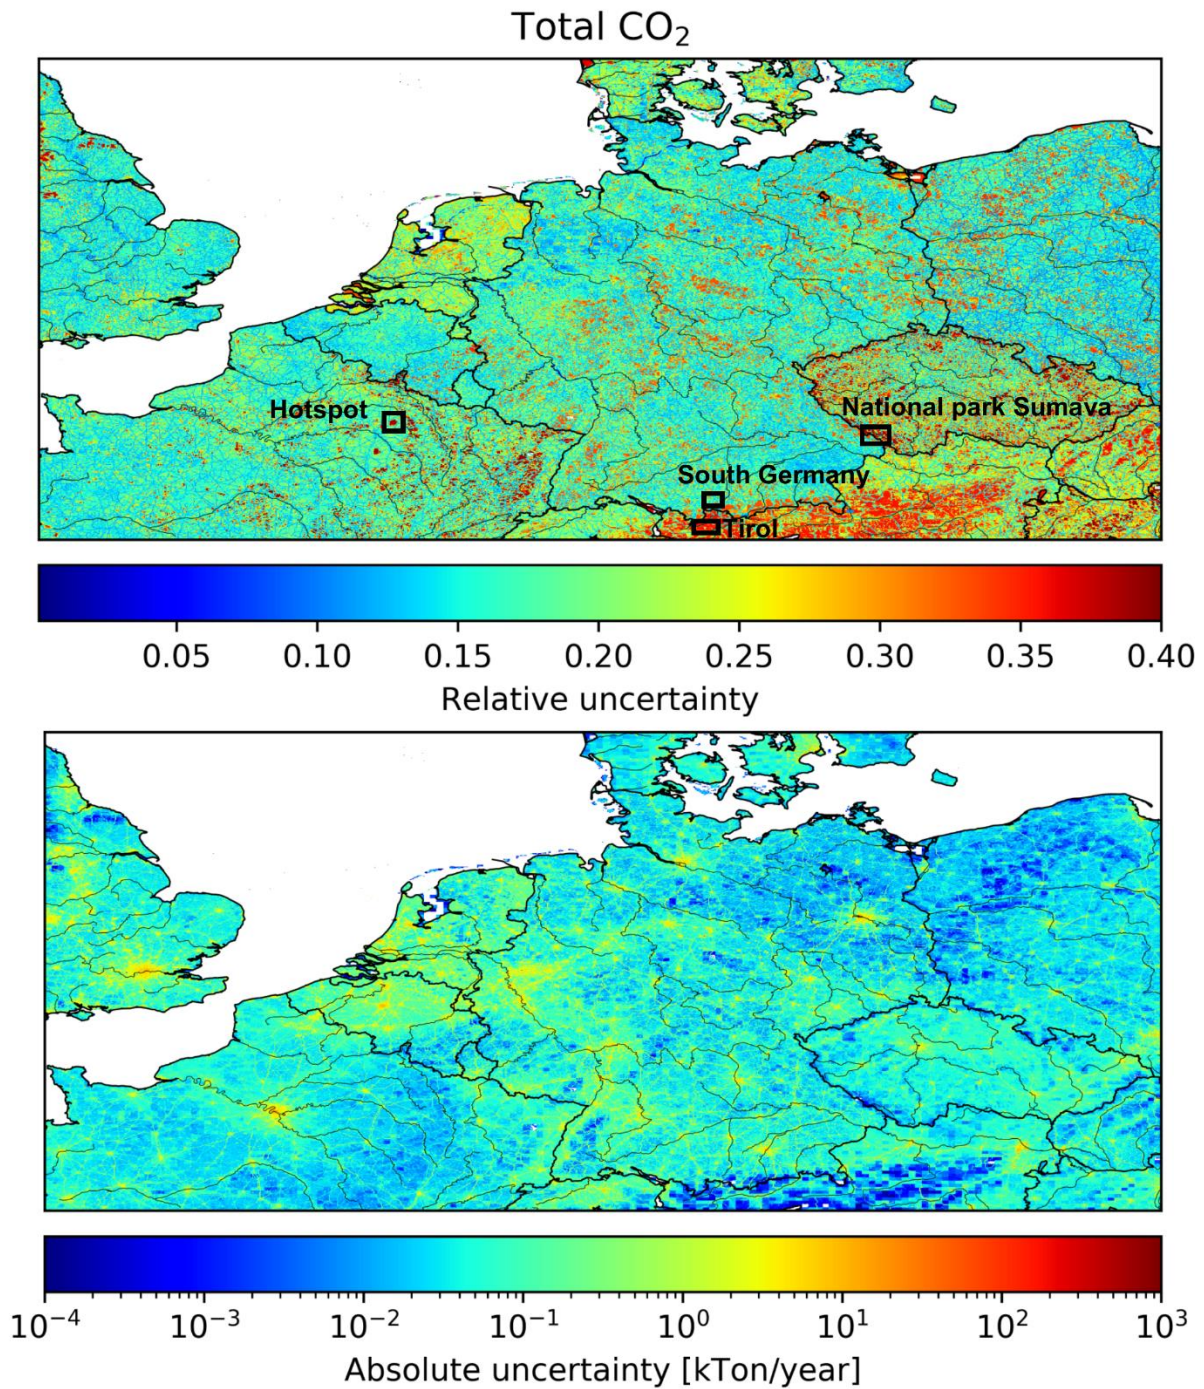 Total CO₂
Hotspot
National park Sumava
South Germany
Tirol
0.05 0.10 0.15 0.20 0.25 0.30 0.35 0.40
Relative uncertainty
10⁻⁴ 10⁻³ 10⁻² 10⁻¹ 10⁰ 10¹ 10² 10³
Absolute uncertainty [kTon/year]